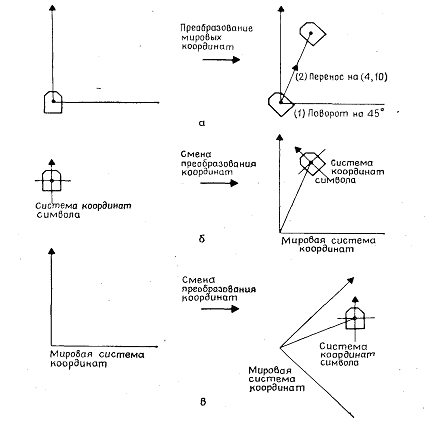 Преобразование
мировых
координат
(2) Перенос на (4,10)
(1) Поворот на 45°
а
Смена
преобразования
координат
Система
координат
символа
Система координат
символа
б
Мировая система
координат
Смена
преобразования
координат
Мировая система
координат
Система
координат
символа
Мировая
система
координат
в